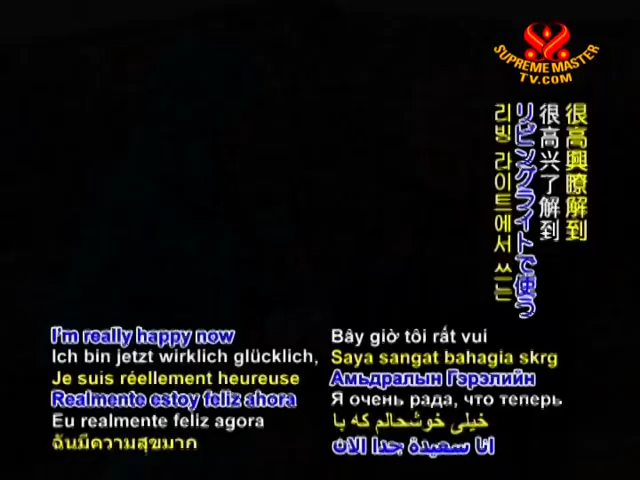 SUPREME MASTER
TV.COM
很高興瞭解到
很高兴了解到
リビングライトで使う
리빙 라이트에서 쓰는
I'm really happy now
Ich bin jetzt wirklich glücklich,
Je suis réellement heureuse
Realmente estoy feliz ahora
Eu realmente feliz agora
ฉันมีความสุขมาก
Bây giờ tôi rất vui
Saya sangat bahagia skrg
Амьдралын Гэрэлийн
Я очень рада, что теперь
خیلی خوشحالم که با
انا سعيدة جدا الان